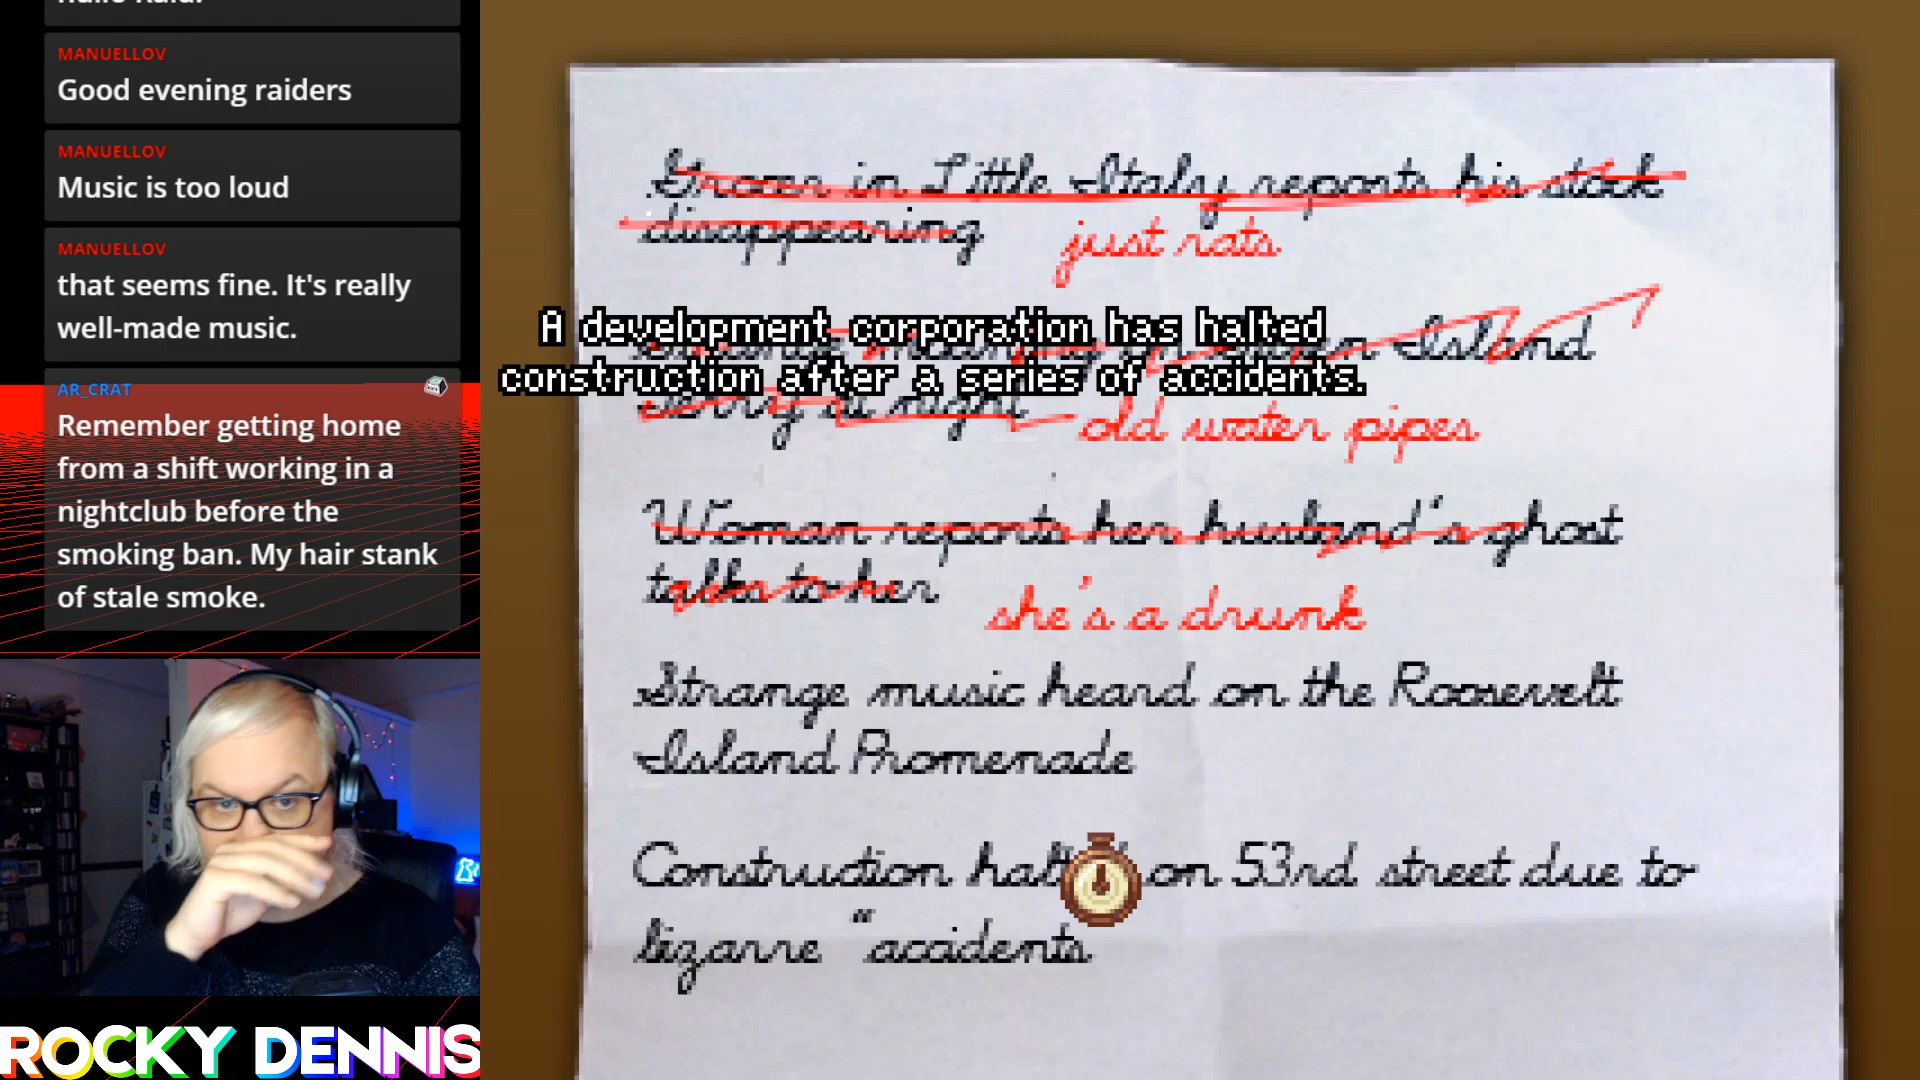 MANUELLOV
Good evening raiders
MANUELLOV
Music is too loud
MANUELLOV
that seems fine. It's really
well-made music.
AR_CRAT
Remember getting home
from a shift working in a
nightclub before the
smoking ban. My hair stank
of stale smoke.
ROCKY DENNIS
in Little Italy reports his stock
disappearing just rats
A development corporation has halted
construction after a series of accidents.
Island
at night old water pipes
Woman reports her husband's ghost
talks to her she's a drunk
Strange music heard on the Roosevelt
Island Promenade
Construction halted on 53rd street due to
bizarre "accidents